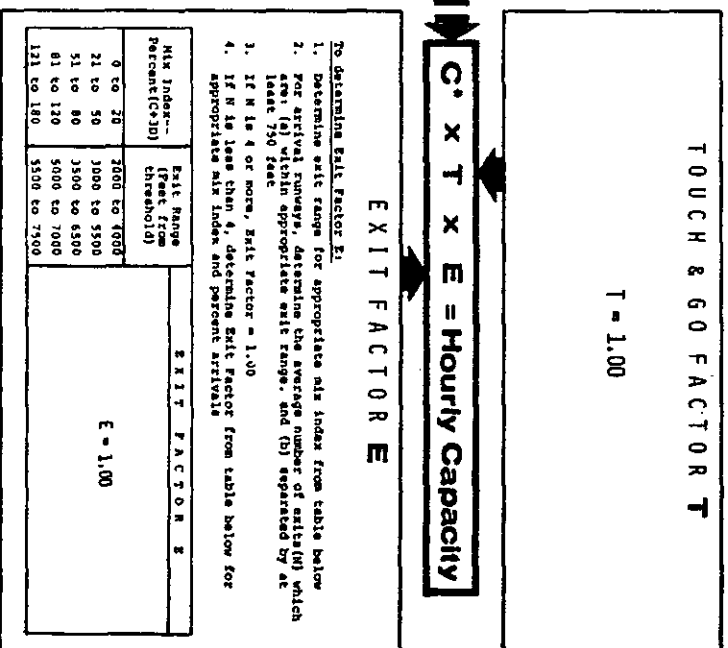 TOUCH & GO FACTOR T
T = 1.00
C* x T x E = Hourly Capacity
EXIT FACTOR E
To determine Exit Factor E:
1. Determine exit range for appropriate mix index from table below
2. For arrival runways, determine the average number of exits(N) which
are: (a) within appropriate exit range, and (b) separated by at
least 750 feet
3. If N is 4 or more, Exit Factor = 1.00
4. If N is less than 4, determine Exit Factor from table below for
appropriate mix index and percent arrivals
Mix Index--
Percent(C+3D)
Exit Range
(Feet from
threshold)
EXIT FACTOR E
0 to 20 2000 to 4000
21 to 50 3000 to 5500
51 to 80 3500 to 6500
81 to 120 5000 to 7000
121 to 180 5500 to 7500
E = 1.00